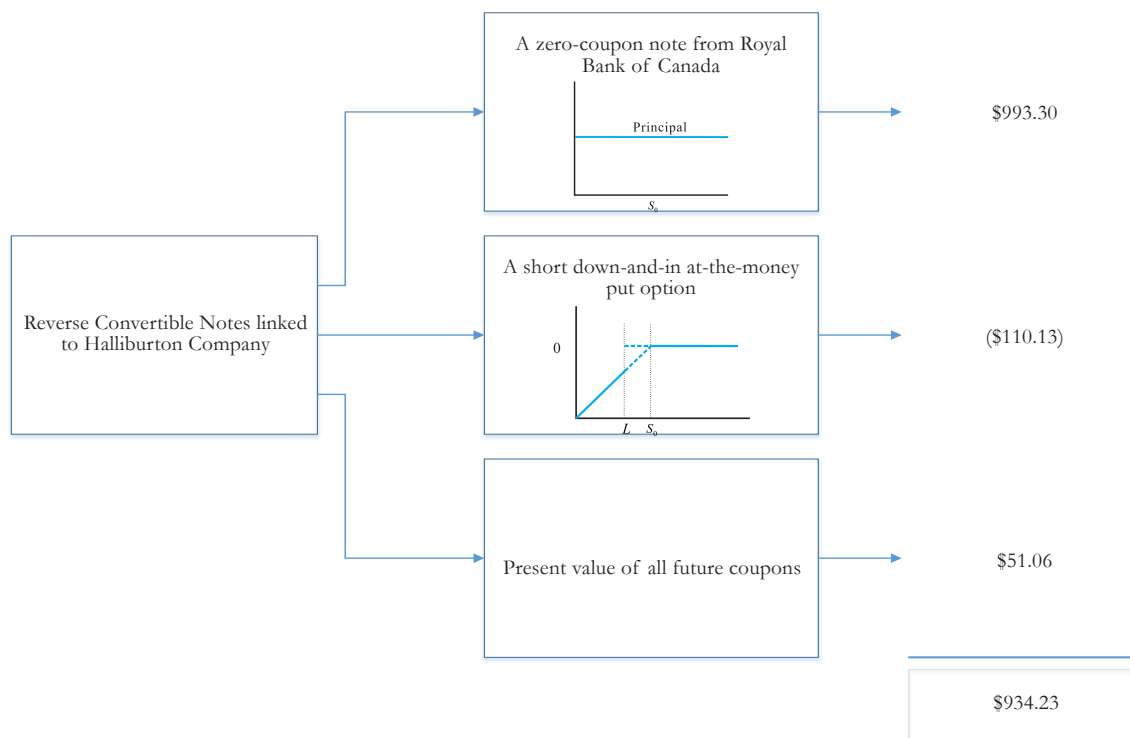 A zero-coupon note from Royal
Bank of Canada
Principal
S₀
$993.30
Reverse Convertible Notes linked
to Halliburton Company
A short down-and-in at-the-money
put option
0
L S₀
($110.13)
Present value of all future coupons
$51.06
$934.23